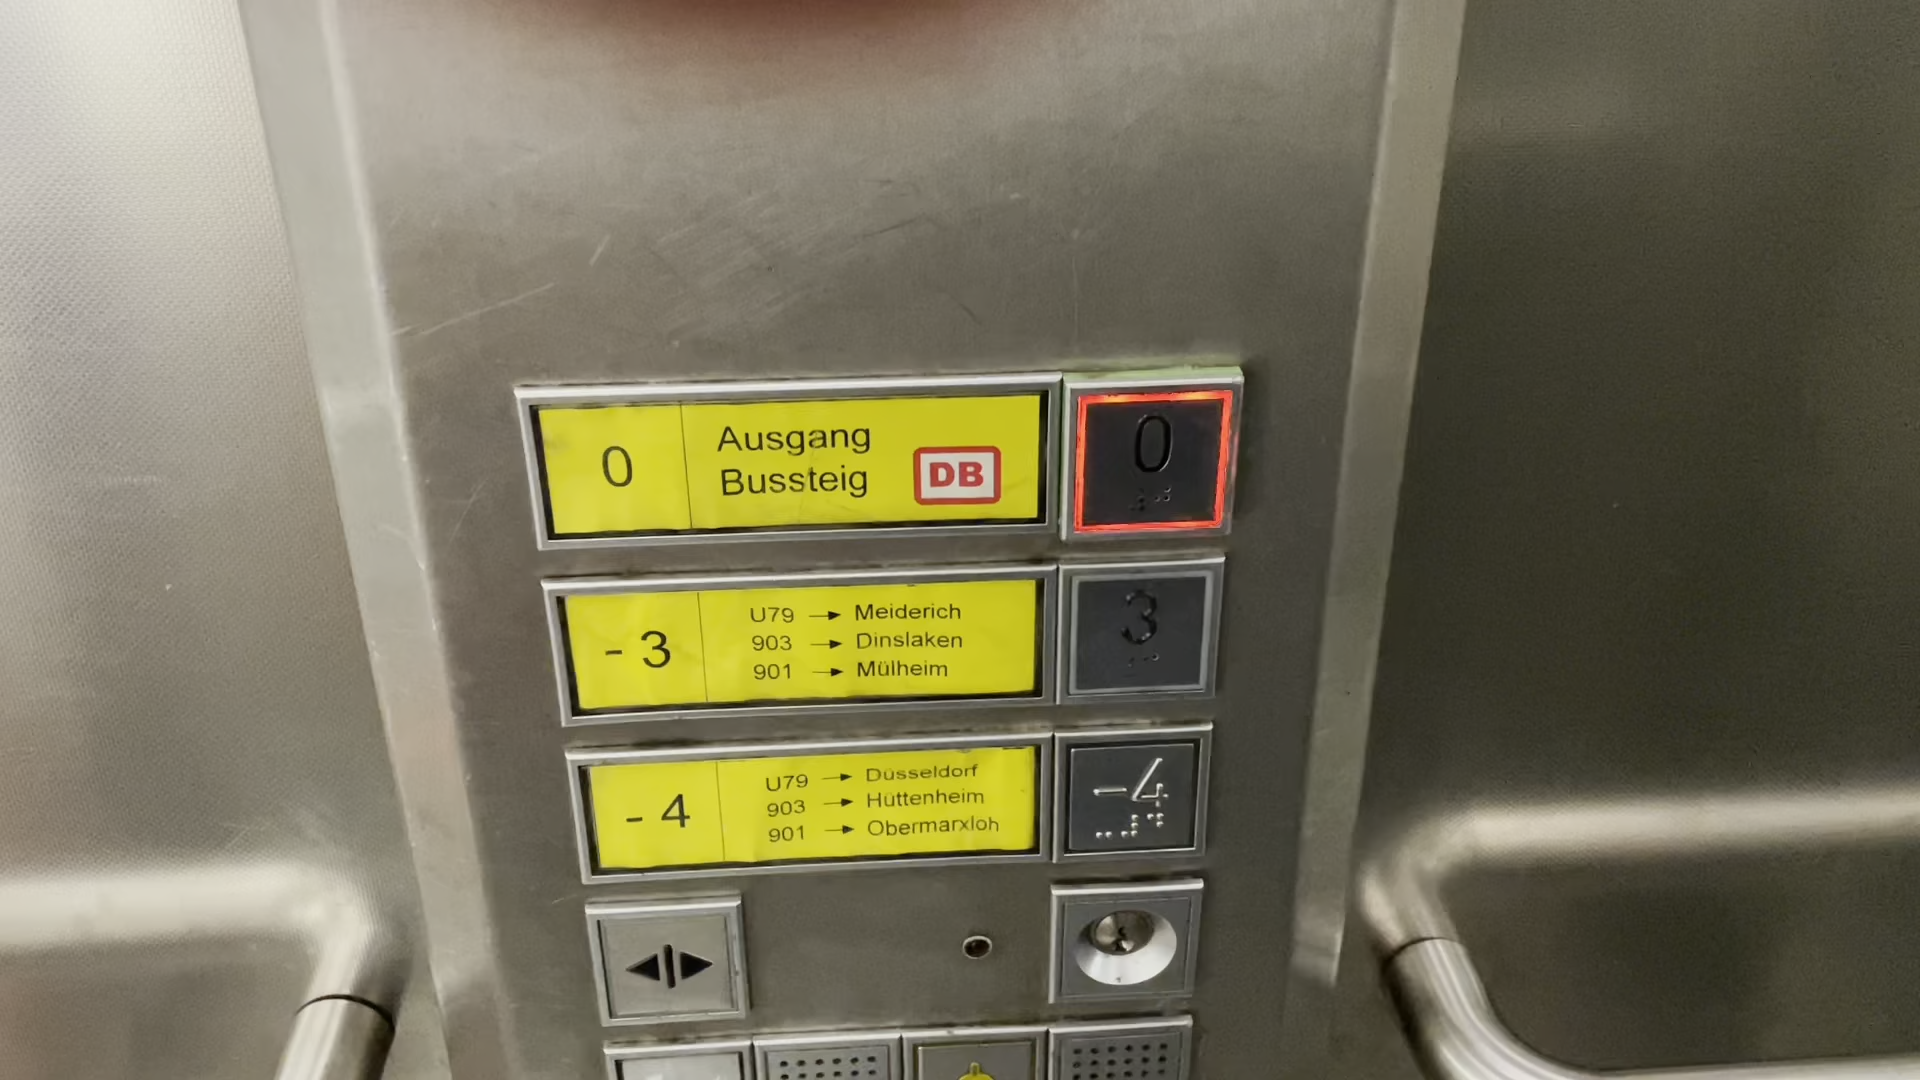 0 Ausgang
Bussteig DB 0
-3 U79 → Meiderich
903 → Dinslaken
901 → Mülheim
3
-4 U79 → Düsseldorf
903 → Hüttenheim
901 → Obermarxloh
-4